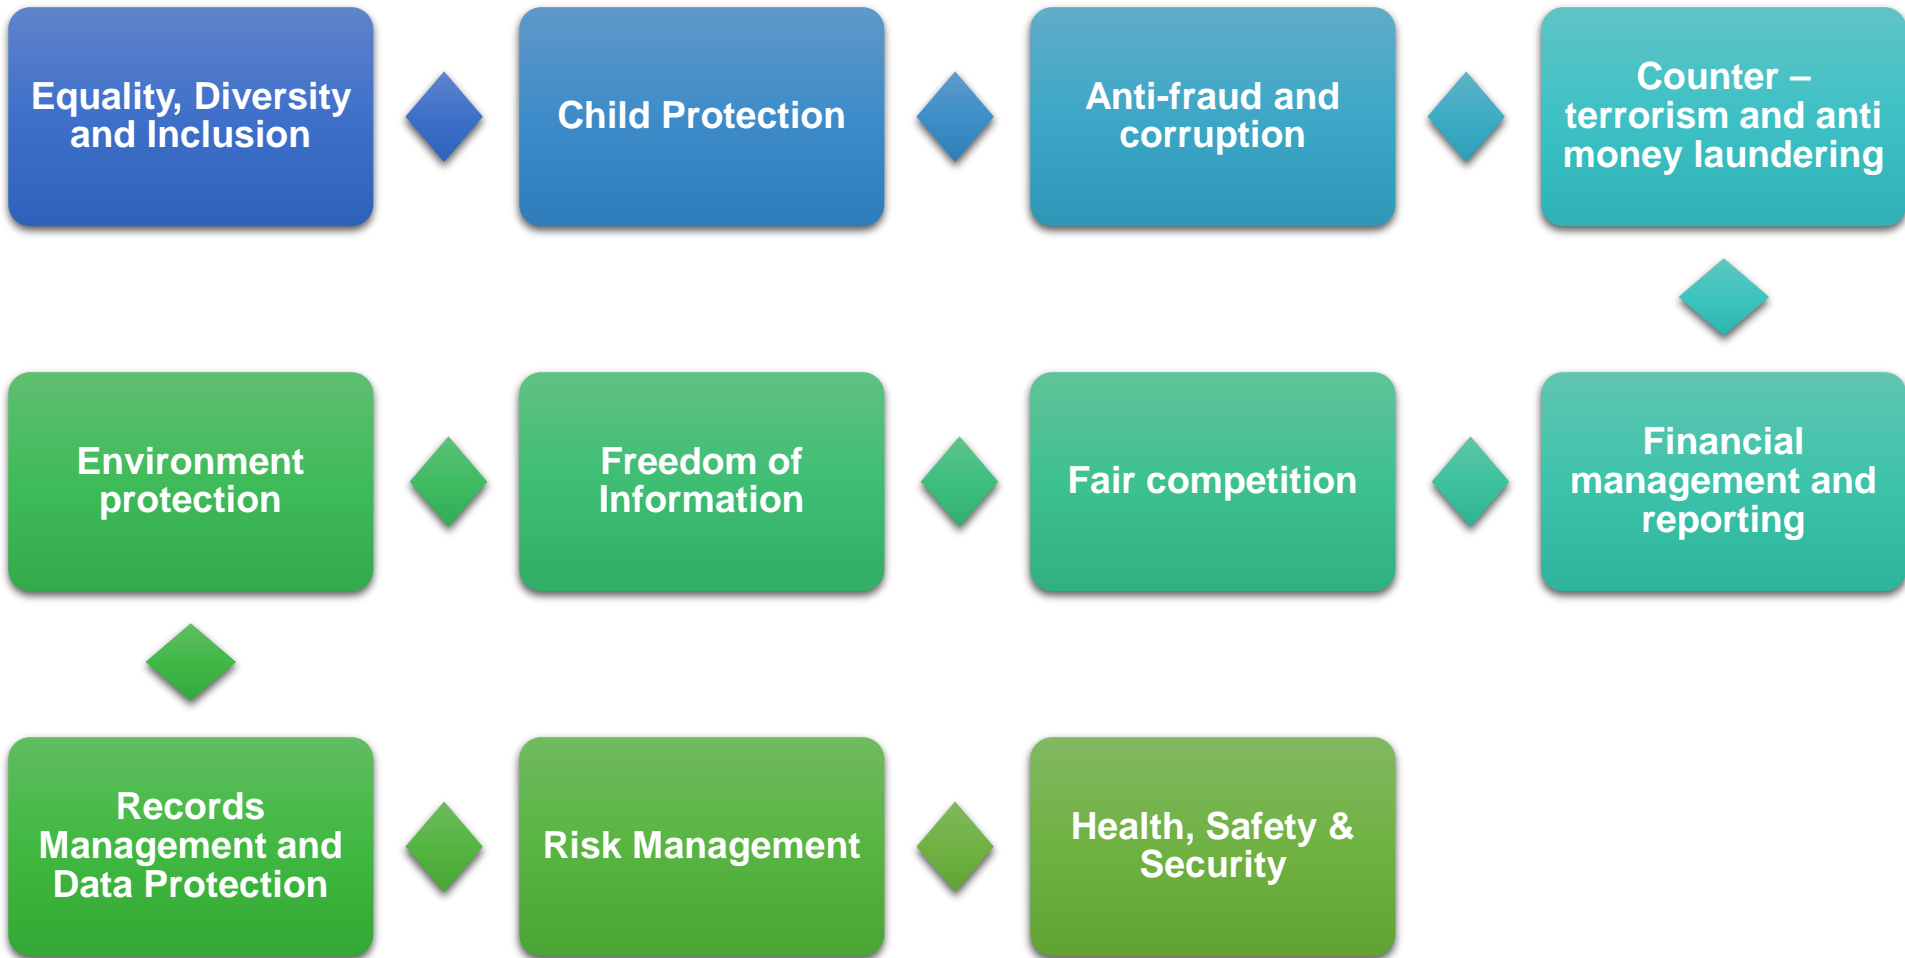 Equality, Diversity
and Inclusion
Child Protection
Anti-fraud and
corruption
Counter –
terrorism and anti
money laundering
Environment
protection
Freedom of
Information
Fair competition
Financial
management and
reporting
Records
Management and
Data Protection
Risk Management
Health, Safety &
Security